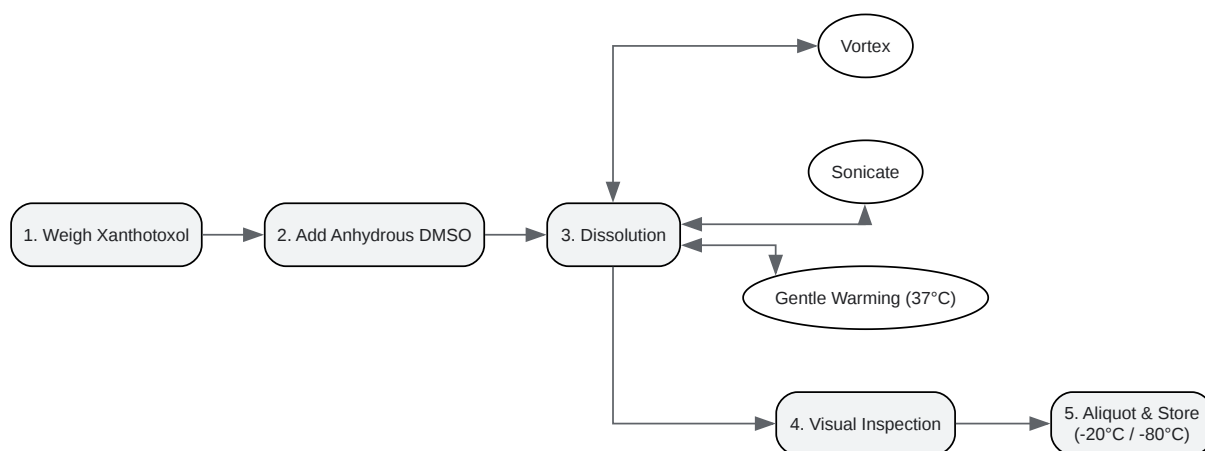 Vortex
Sonicate
1. Weigh Xanthotoxol
2. Add Anhydrous DMSO
3. Dissolution
Gentle Warming (37°C)
4. Visual Inspection
5. Aliquot & Store
(-20°C / -80°C)